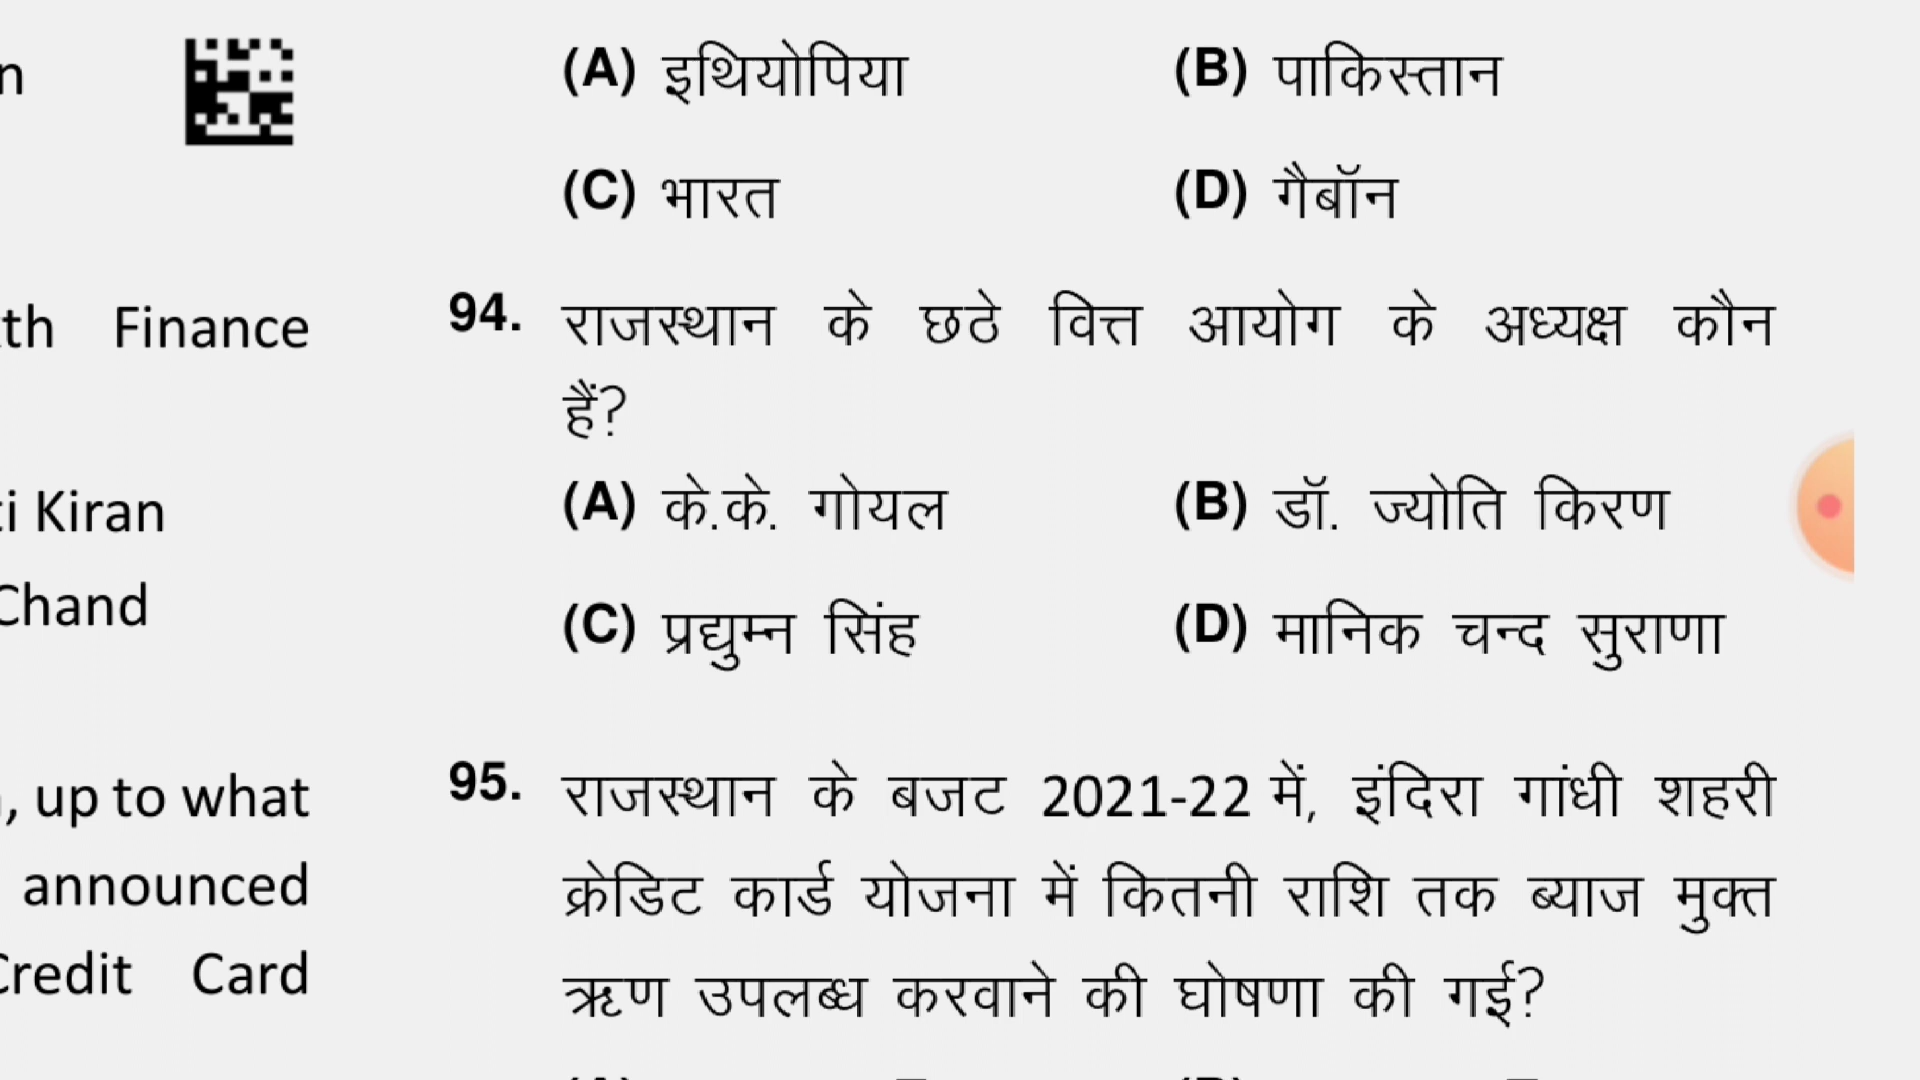 n
th Finance
i Kiran
Chand
, up to what
announced
Credit Card
(A) इथियोपिया (B) पाकिस्तान
(C) भारत (D) गैबॉन
94. राजस्थान के छठे वित्त आयोग के अध्यक्ष कौन
हैं?
(A) के.के. गोयल (B) डॉ. ज्योति किरण
(C) प्रद्युम्न सिंह (D) मानिक चन्द सुराणा
95. राजस्थान के बजट 2021-22 में, इंदिरा गांधी शहरी
क्रेडिट कार्ड योजना में कितनी राशि तक ब्याज मुक्त
ऋण उपलब्ध करवाने की घोषणा की गई?